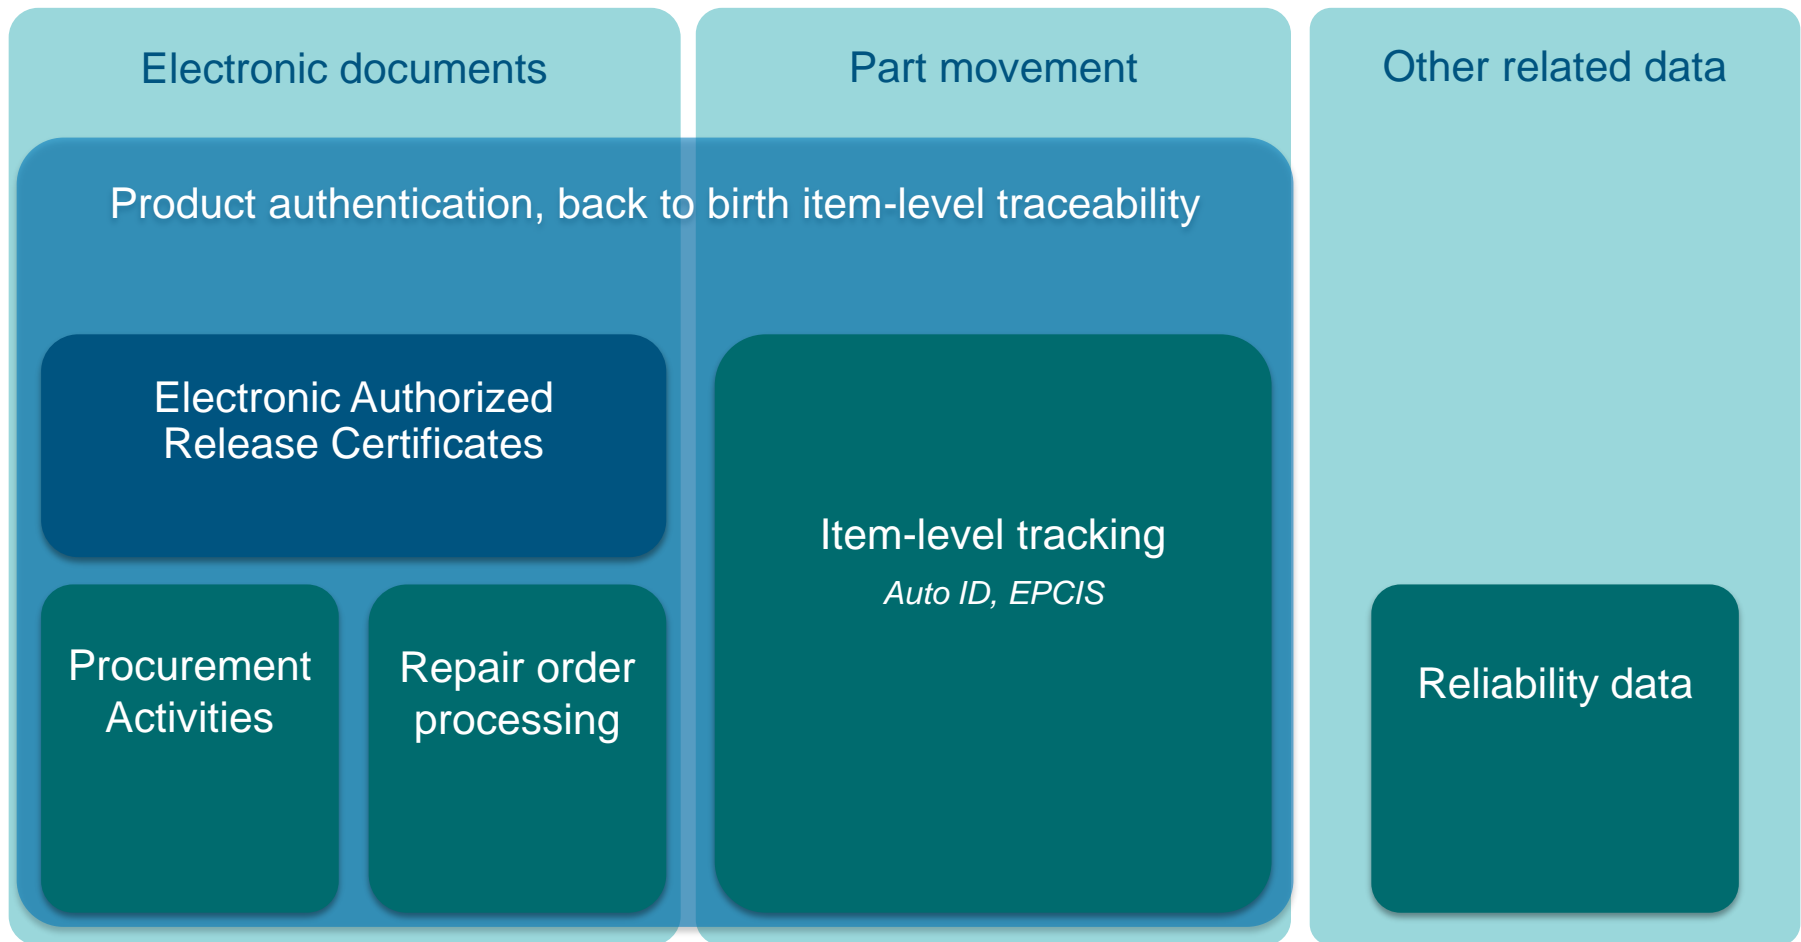 Electronic documents
Part movement
Other related data
Product authentication, back to birth item-level traceability
Electronic Authorized
Release Certificates
Item-level tracking
Auto ID, EPCIS
Procurement
Activities
Repair order
processing
Reliability data